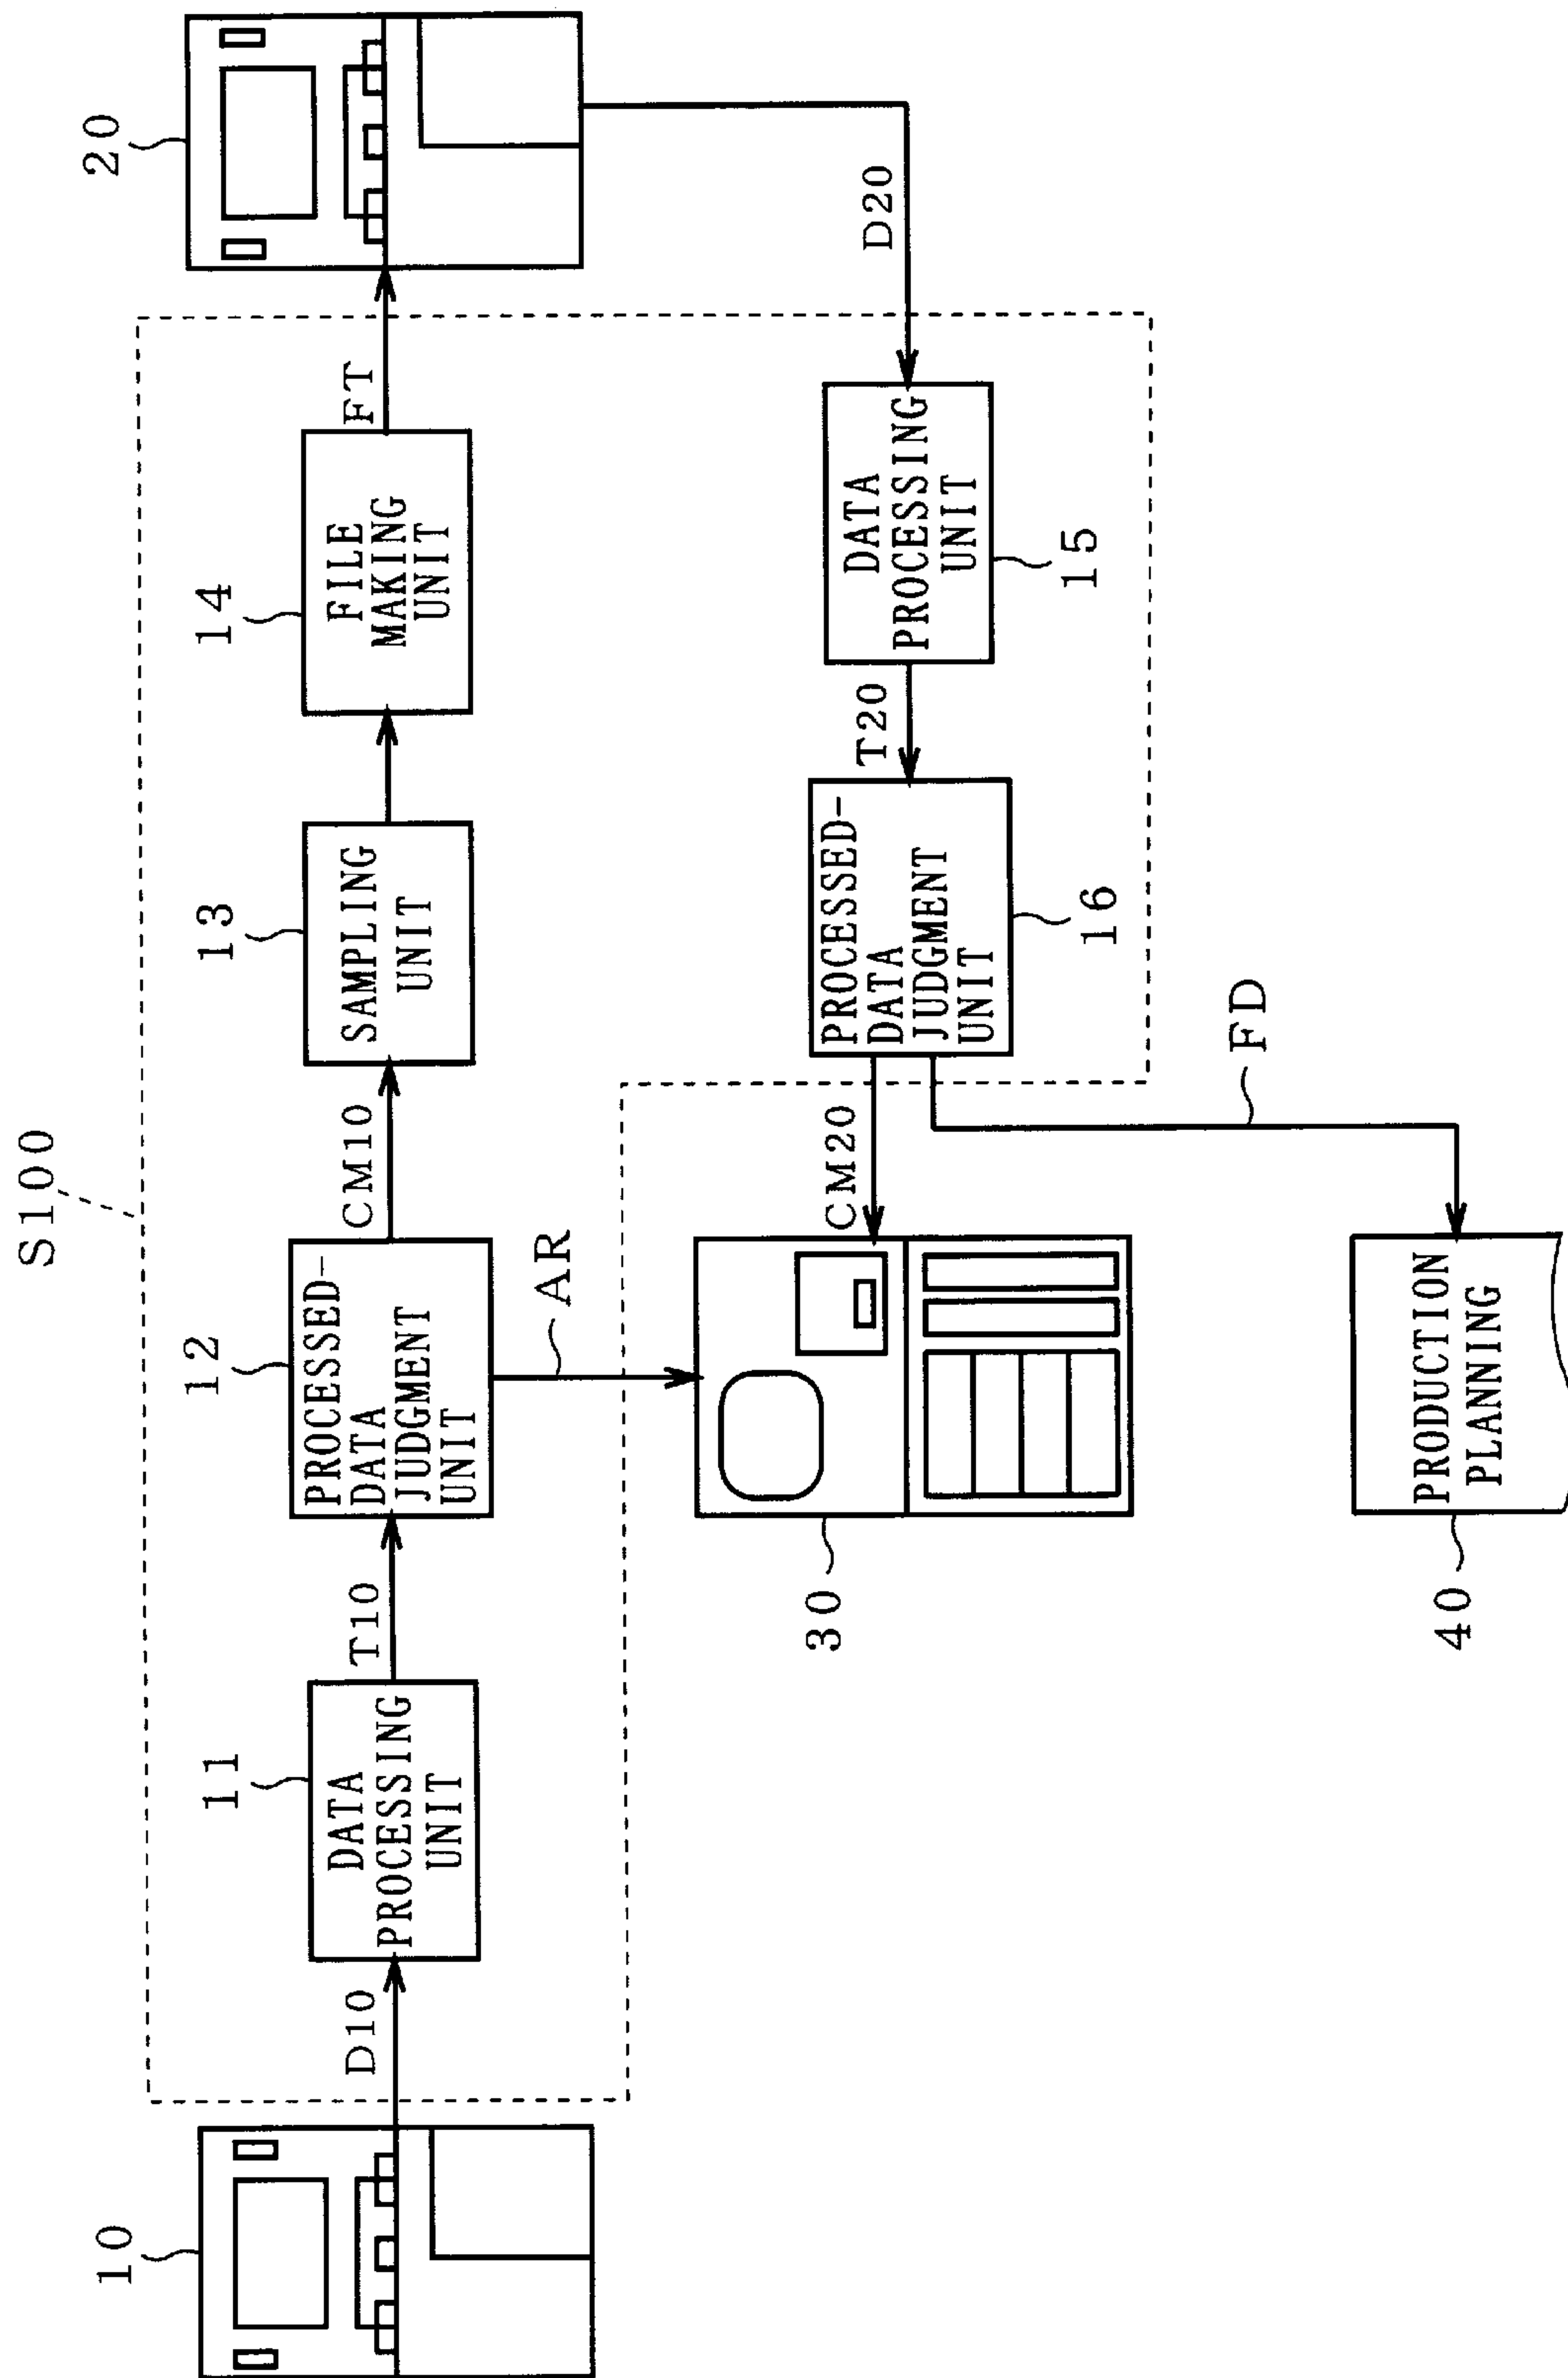 S100
10
D10
11
DATA
PROCESSING
UNIT
T10
12
PROCESSED-
DATA
JUDGMENT
UNIT
CM10
13
SAMPLING
UNIT
14
FILE
MAKING
UNIT
FT
20
AR
30
CM20
PROCESSED-
DATA
JUDGMENT
UNIT
16
T20
DATA
PROCESSING
UNIT
15
D20
FD
40
PRODUCTION
PLANNING